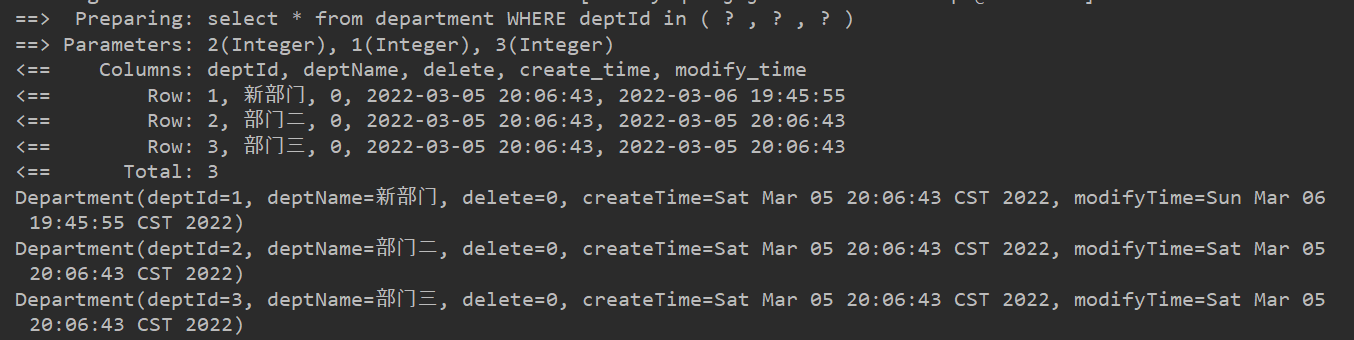 ==>  Preparing: select * from department WHERE deptId in ( ? , ? , ? )
==> Parameters: 2(Integer), 1(Integer), 3(Integer)
<==    Columns: deptId, deptName, delete, create_time, modify_time
<==        Row: 1, 新部门, 0, 2022-03-05 20:06:43, 2022-03-06 19:45:55
<==        Row: 2, 部门二, 0, 2022-03-05 20:06:43, 2022-03-05 20:06:43
<==        Row: 3, 部门三, 0, 2022-03-05 20:06:43, 2022-03-05 20:06:43
<==      Total: 3
Department(deptId=1, deptName=新部门, delete=0, createTime=Sat Mar 05 20:06:43 CST 2022, modifyTime=Sun Mar 06
19:45:55 CST 2022)
Department(deptId=2, deptName=部门二, delete=0, createTime=Sat Mar 05 20:06:43 CST 2022, modifyTime=Sat Mar 05
20:06:43 CST 2022)
Department(deptId=3, deptName=部门三, delete=0, createTime=Sat Mar 05 20:06:43 CST 2022, modifyTime=Sat Mar 05
20:06:43 CST 2022)